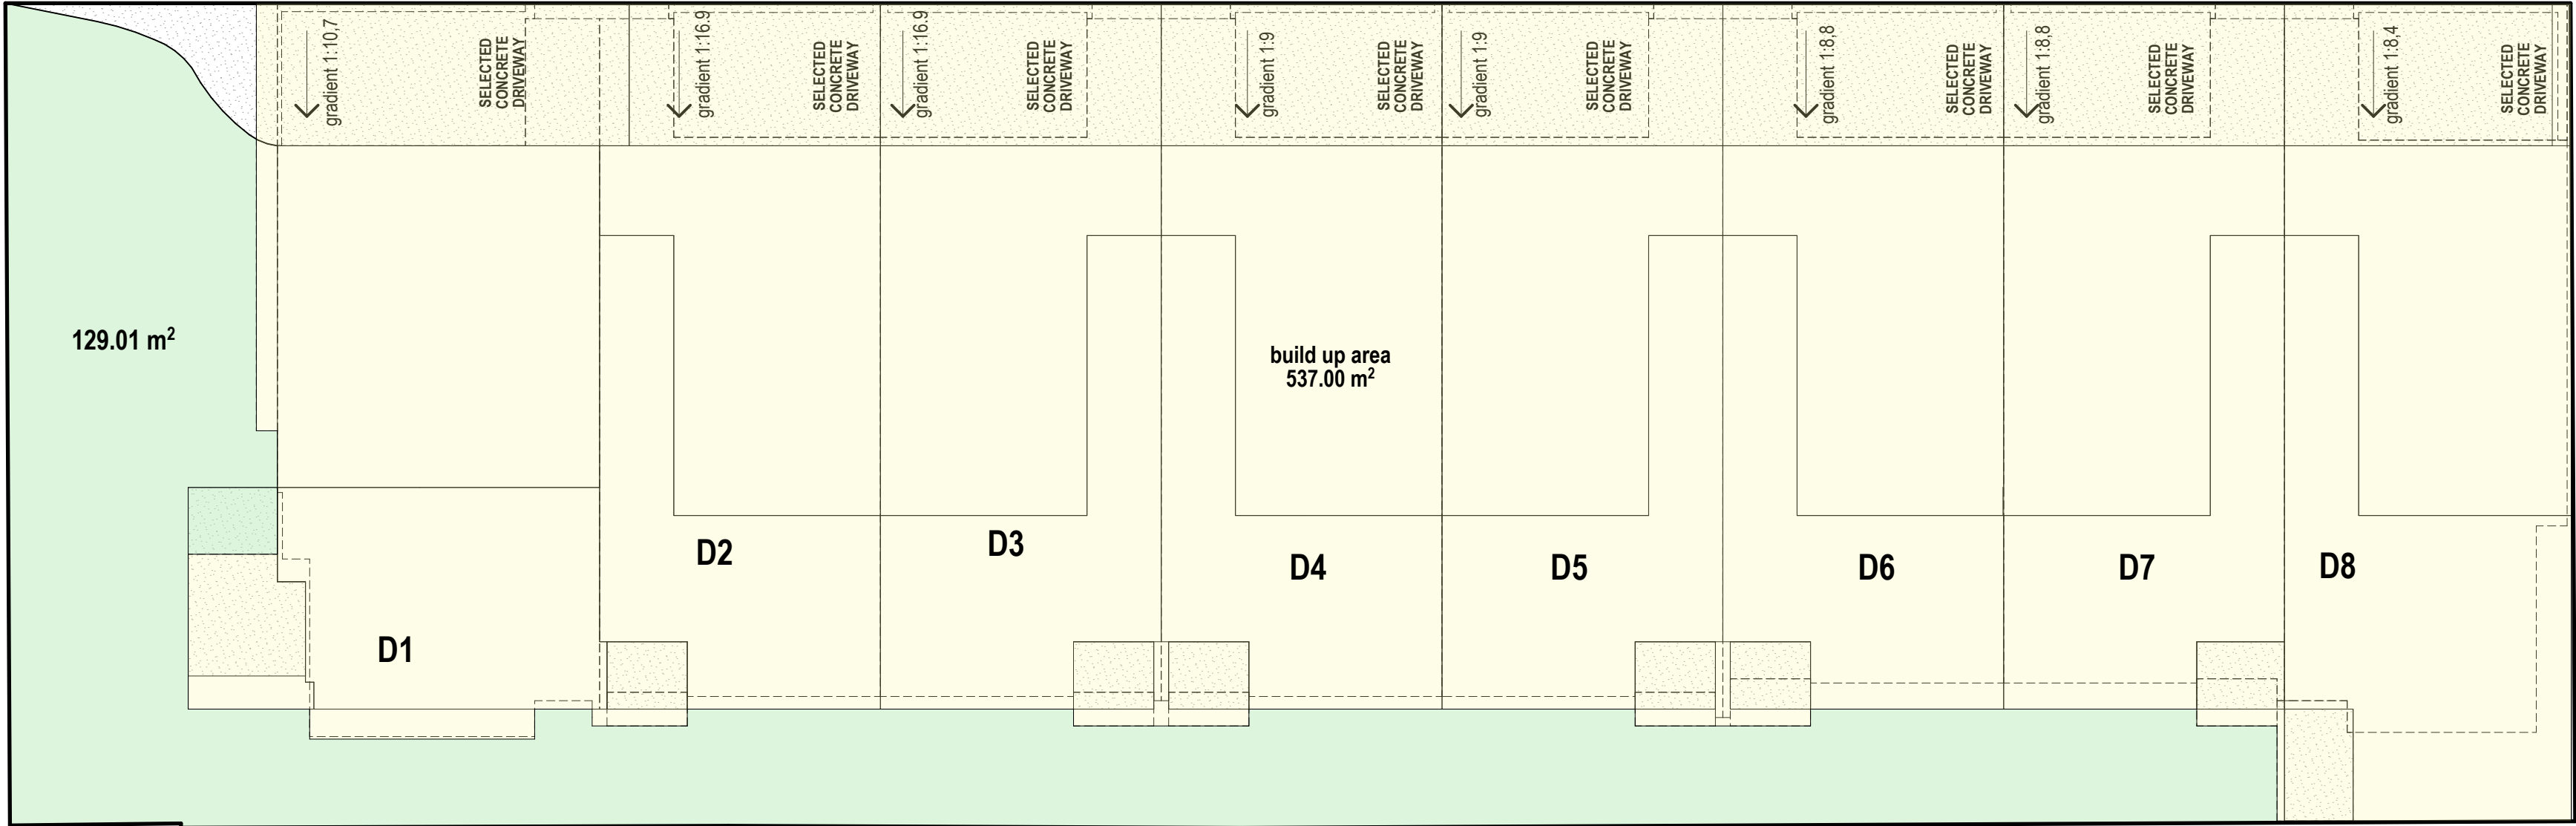 gradient 1:10,7
SELECTED
CONCRETE
DRIVEWAY
gradient 1:16.9
SELECTED
CONCRETE
DRIVEWAY
gradient 1:16.9
SELECTED
CONCRETE
DRIVEWAY
gradient 1:9
SELECTED
CONCRETE
DRIVEWAY
gradient 1:9
SELECTED
CONCRETE
DRIVEWAY
gradient 1:8,8
SELECTED
CONCRETE
DRIVEWAY
gradient 1:8,8
SELECTED
CONCRETE
DRIVEWAY
gradient 1:8,4
SELECTED
CONCRETE
DRIVEWAY
129.01 m²
build up area
537.00 m²
D1
D2
D3
D4
D5
D6
D7
D8